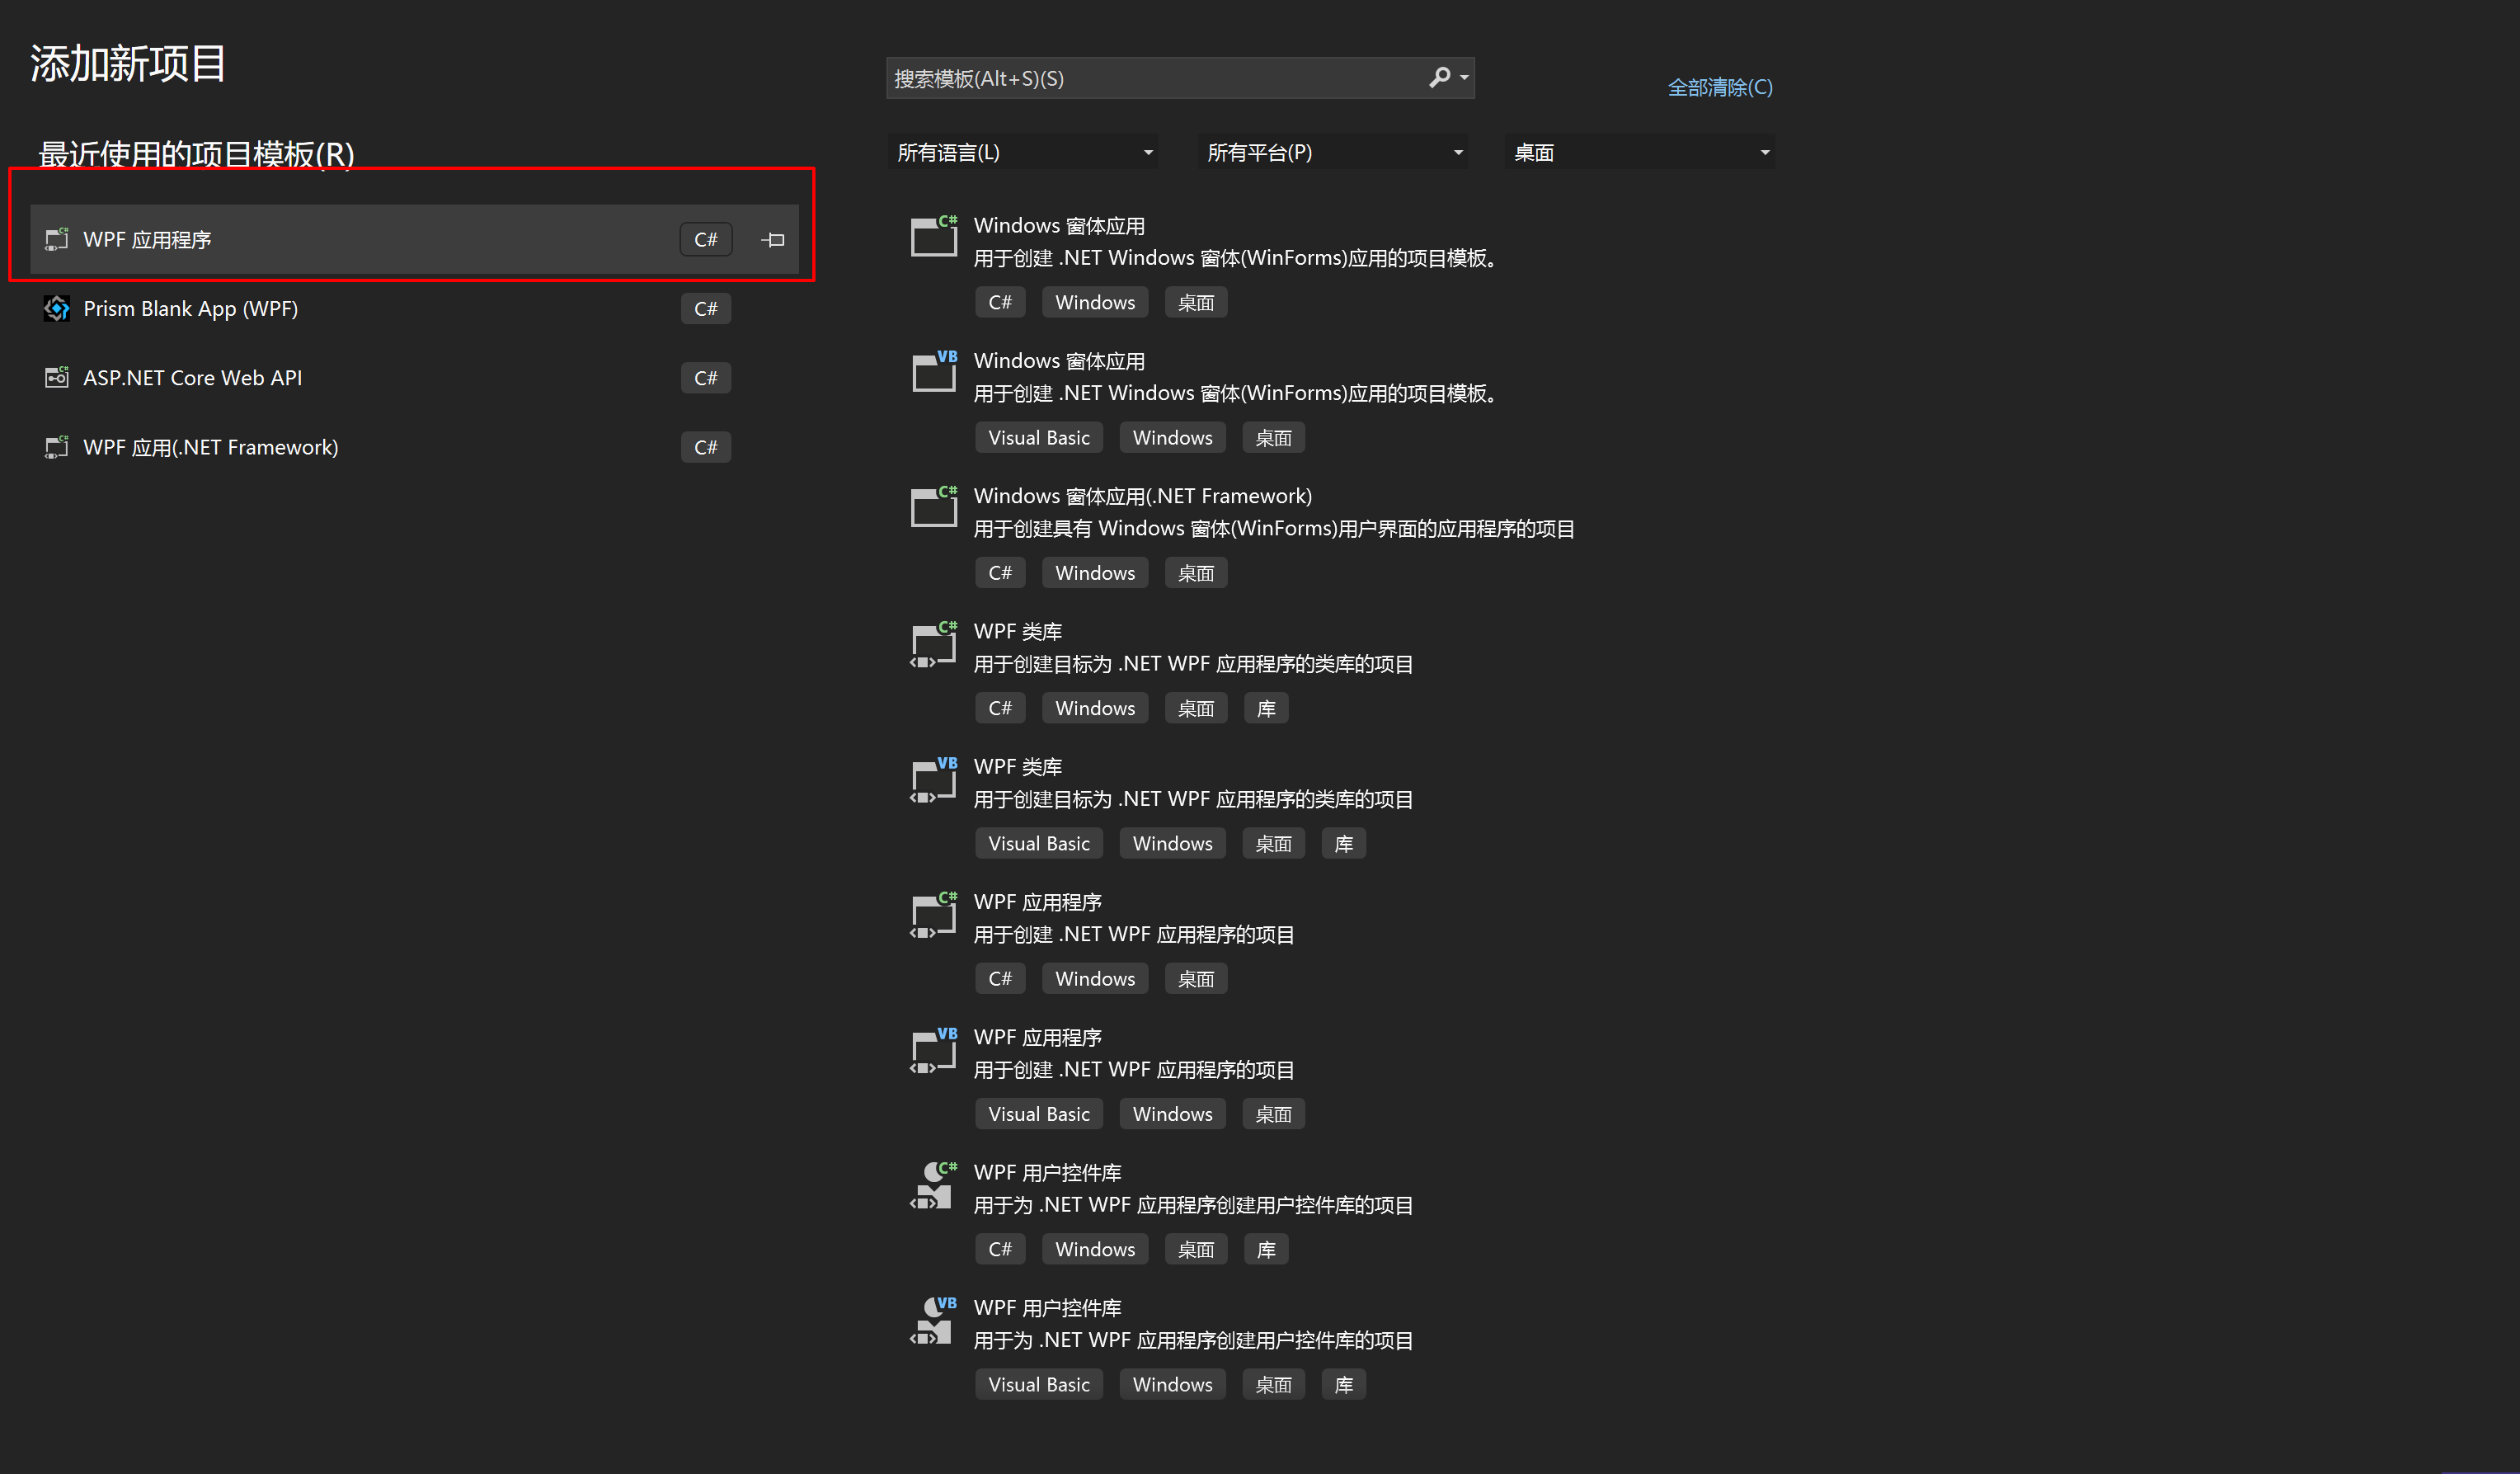 添加新项目
最近使用的项目模板(R)
WPF 应用程序 C#
Prism Blank App (WPF) C#
ASP.NET Core Web API C#
WPF 应用(.NET Framework) C#
搜索模板(Alt+S)(S)
全部清除(C)
所有语言(L) 所有平台(P) 桌面
C#
Windows 窗体应用
用于创建 .NET Windows 窗体(WinForms)应用的项目模板。
C# Windows 桌面
VB
Windows 窗体应用
用于创建 .NET Windows 窗体(WinForms)应用的项目模板。
Visual Basic Windows 桌面
C#
Windows 窗体应用(.NET Framework)
用于创建具有 Windows 窗体(WinForms)用户界面的应用程序的项目
C# Windows 桌面
C#
WPF 类库
用于创建目标为 .NET WPF 应用程序的类库的项目
C# Windows 桌面 库
VB
WPF 类库
用于创建目标为 .NET WPF 应用程序的类库的项目
Visual Basic Windows 桌面 库
C#
WPF 应用程序
用于创建 .NET WPF 应用程序的项目
C# Windows 桌面
VB
WPF 应用程序
用于创建 .NET WPF 应用程序的项目
Visual Basic Windows 桌面
C#
WPF 用户控件库
用于为 .NET WPF 应用程序创建用户控件库的项目
C# Windows 桌面 库
VB
WPF 用户控件库
用于为 .NET WPF 应用程序创建用户控件库的项目
Visual Basic Windows 桌面 库